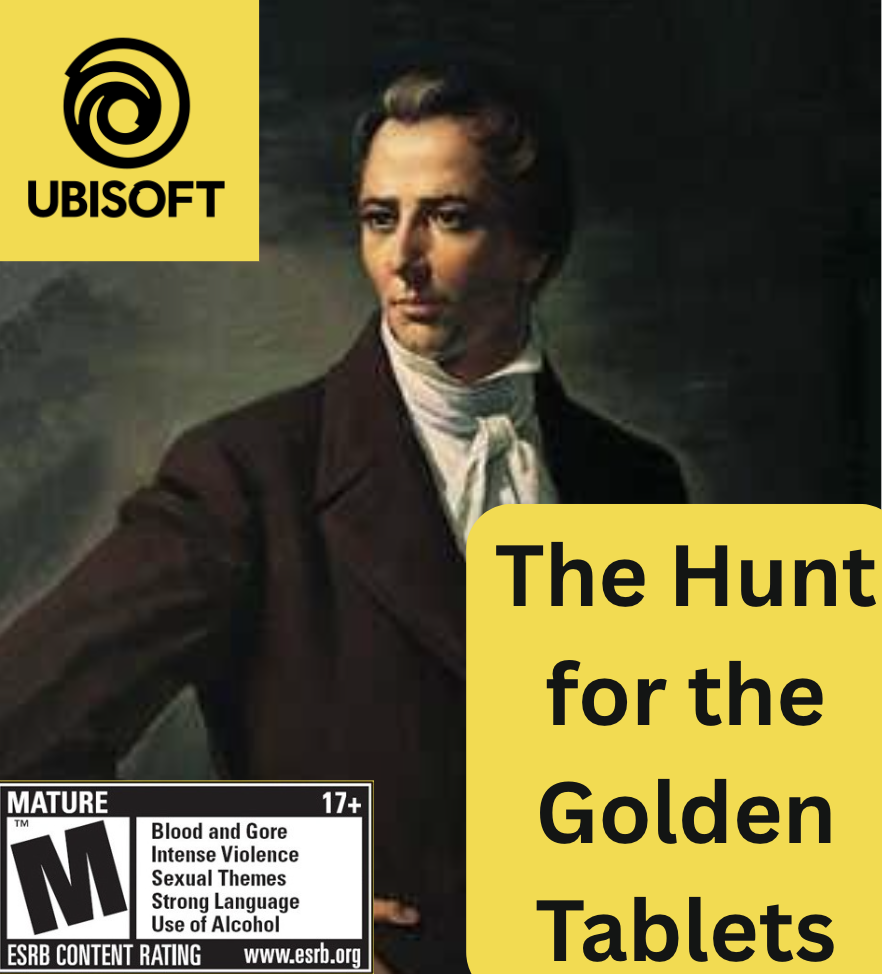 UBISOFT
The Hunt
for the
Golden
Tablets
MATURE 17+
TM
M
Blood and Gore
Intense Violence
Sexual Themes
Strong Language
Use of Alcohol
ESRB CONTENT RATING www.esrb.org